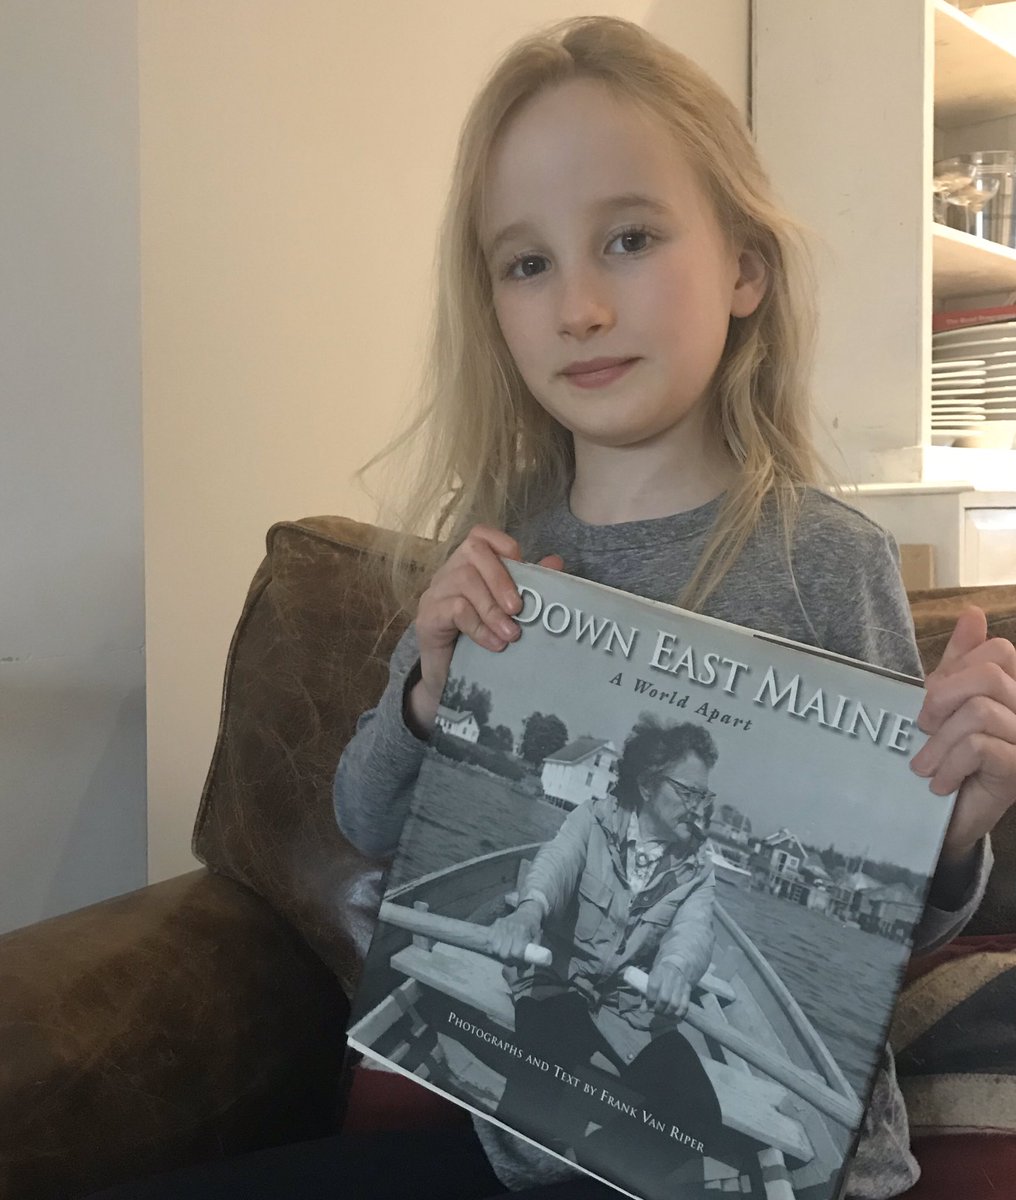 DOWN EAST MAINE
A World Apart
PHOTOGRAPHS AND TEXT BY FRANK VAN RIPER